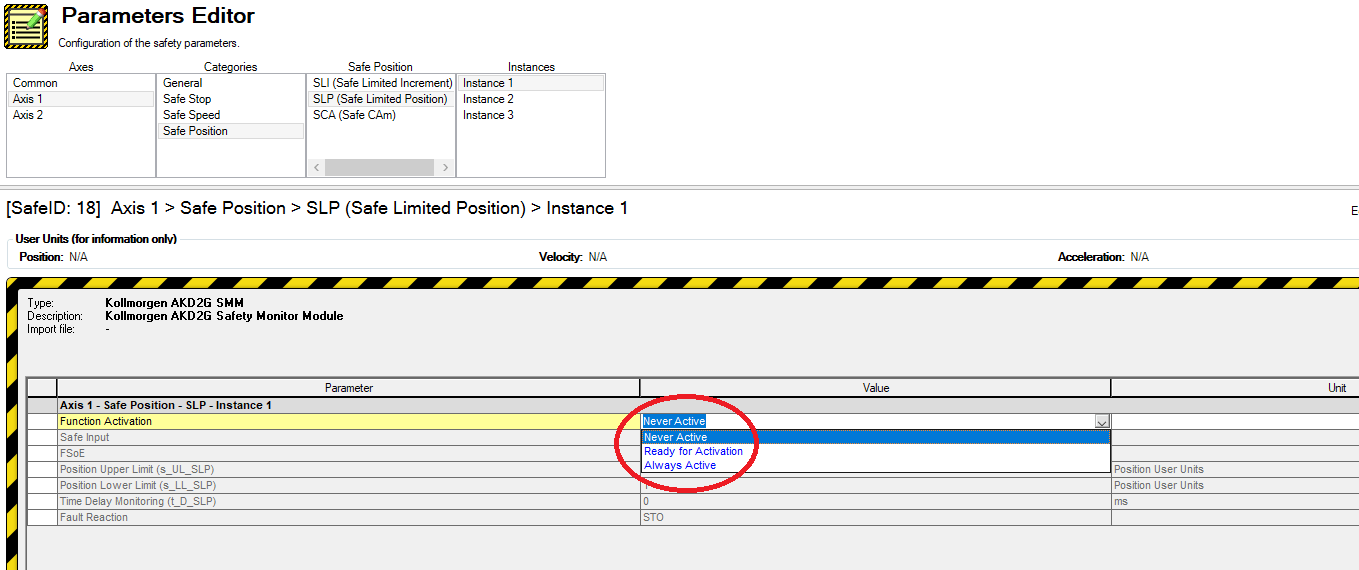 Parameters Editor
Configuration of the safety parameters.
Axes Categories Safe Position Instances
Common General SLI (Safe Limited Increment) Instance 1
Axis 1 Safe Stop SLP (Safe Limited Position) Instance 2
Axis 2 Safe Speed SCA (Safe CAm) Instance 3
Safe Position
[SafeID: 18] Axis 1 > Safe Position > SLP (Safe Limited Position) > Instance 1
E
User Units (for information only)
Position: N/A Velocity: N/A Acceleration: N/A
Type: Kollmorgen AKD2G SMM
Description: Kollmorgen AKD2G Safety Monitor Module
Import file: -
Parameter Value Unit
Axis 1 - Safe Position - SLP - Instance 1
Function Activation Never Active
Safe Input Never Active
FSoE Ready for Activation
Position Upper Limit (s_UL_SLP) Always Active Position User Units
Position Lower Limit (s_LL_SLP) Position User Units
Time Delay Monitoring (t_D_SLP) 0 ms
Fault Reaction STO